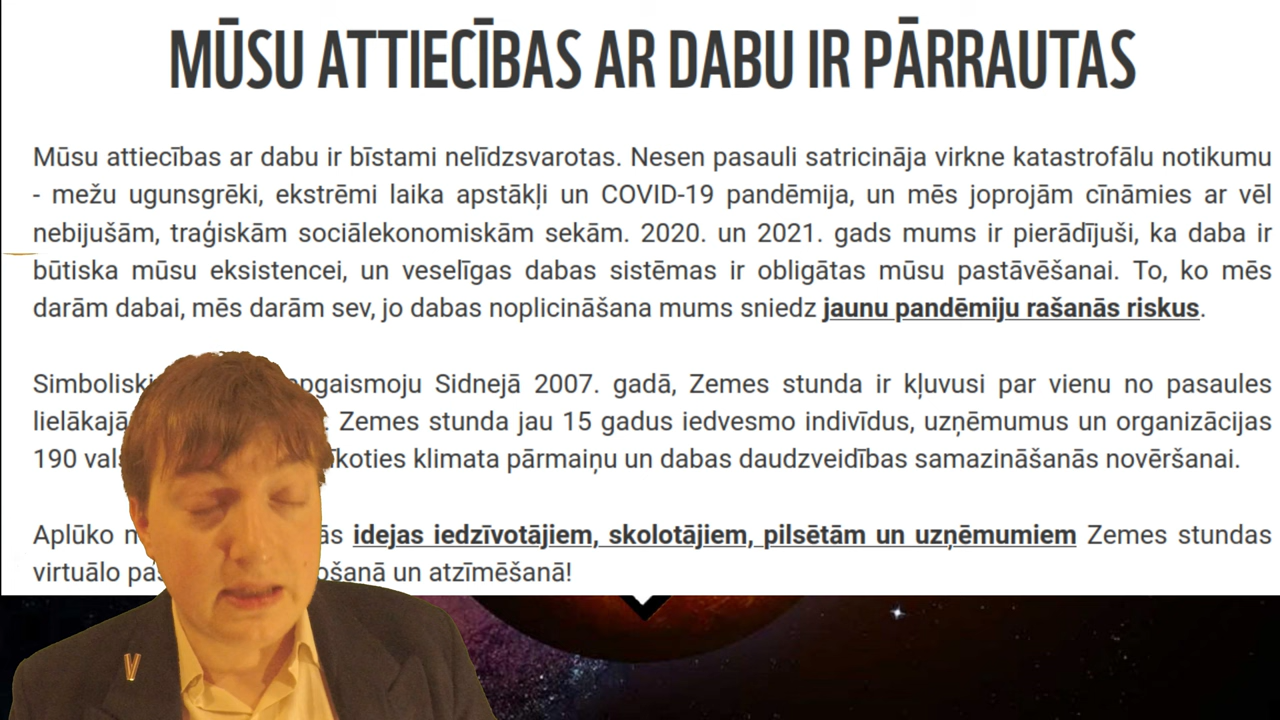 MŪSU ATTIECĪBAS AR DABU IR PĀRRAUTAS
Mūsu attiecības ar dabu ir bīstami nelīdzsvarotas. Nesen pasauli satricināja virkne katastrofālu notikumu
- mežu ugunsgrēki, ekstrēmi laika apstākļi un COVID-19 pandēmija, un mēs joprojām cīnāmies ar vēl
nebijušām, traģiskām sociālekonomiskām sekām. 2020. un 2021. gads mums ir pierādījuši, ka daba ir
būtiska mūsu eksistencei, un veselīgas dabas sistēmas ir obligātas mūsu pastāvēšanai. To, ko mēs
darām dabai, mēs darām sev, jo dabas noplicināšana mums sniedz jaunu pandēmiju rašanās riskus.
Sidnejā 2007. gadā, Zemes stunda ir kļuvusi par vienu no pasaules
Zemes stunda jau 15 gadus iedvesmo indivīdus, uzņēmumus un organizācijas
190 klimata pārmaiņu un dabas daudzveidības samazināšanās novēršanai.
Aplūko idejas iedzīvotājiem, skolotājiem, pilsētām un uzņēmumiem Zemes stundas
virtuālo un atzīmēšanā!
V